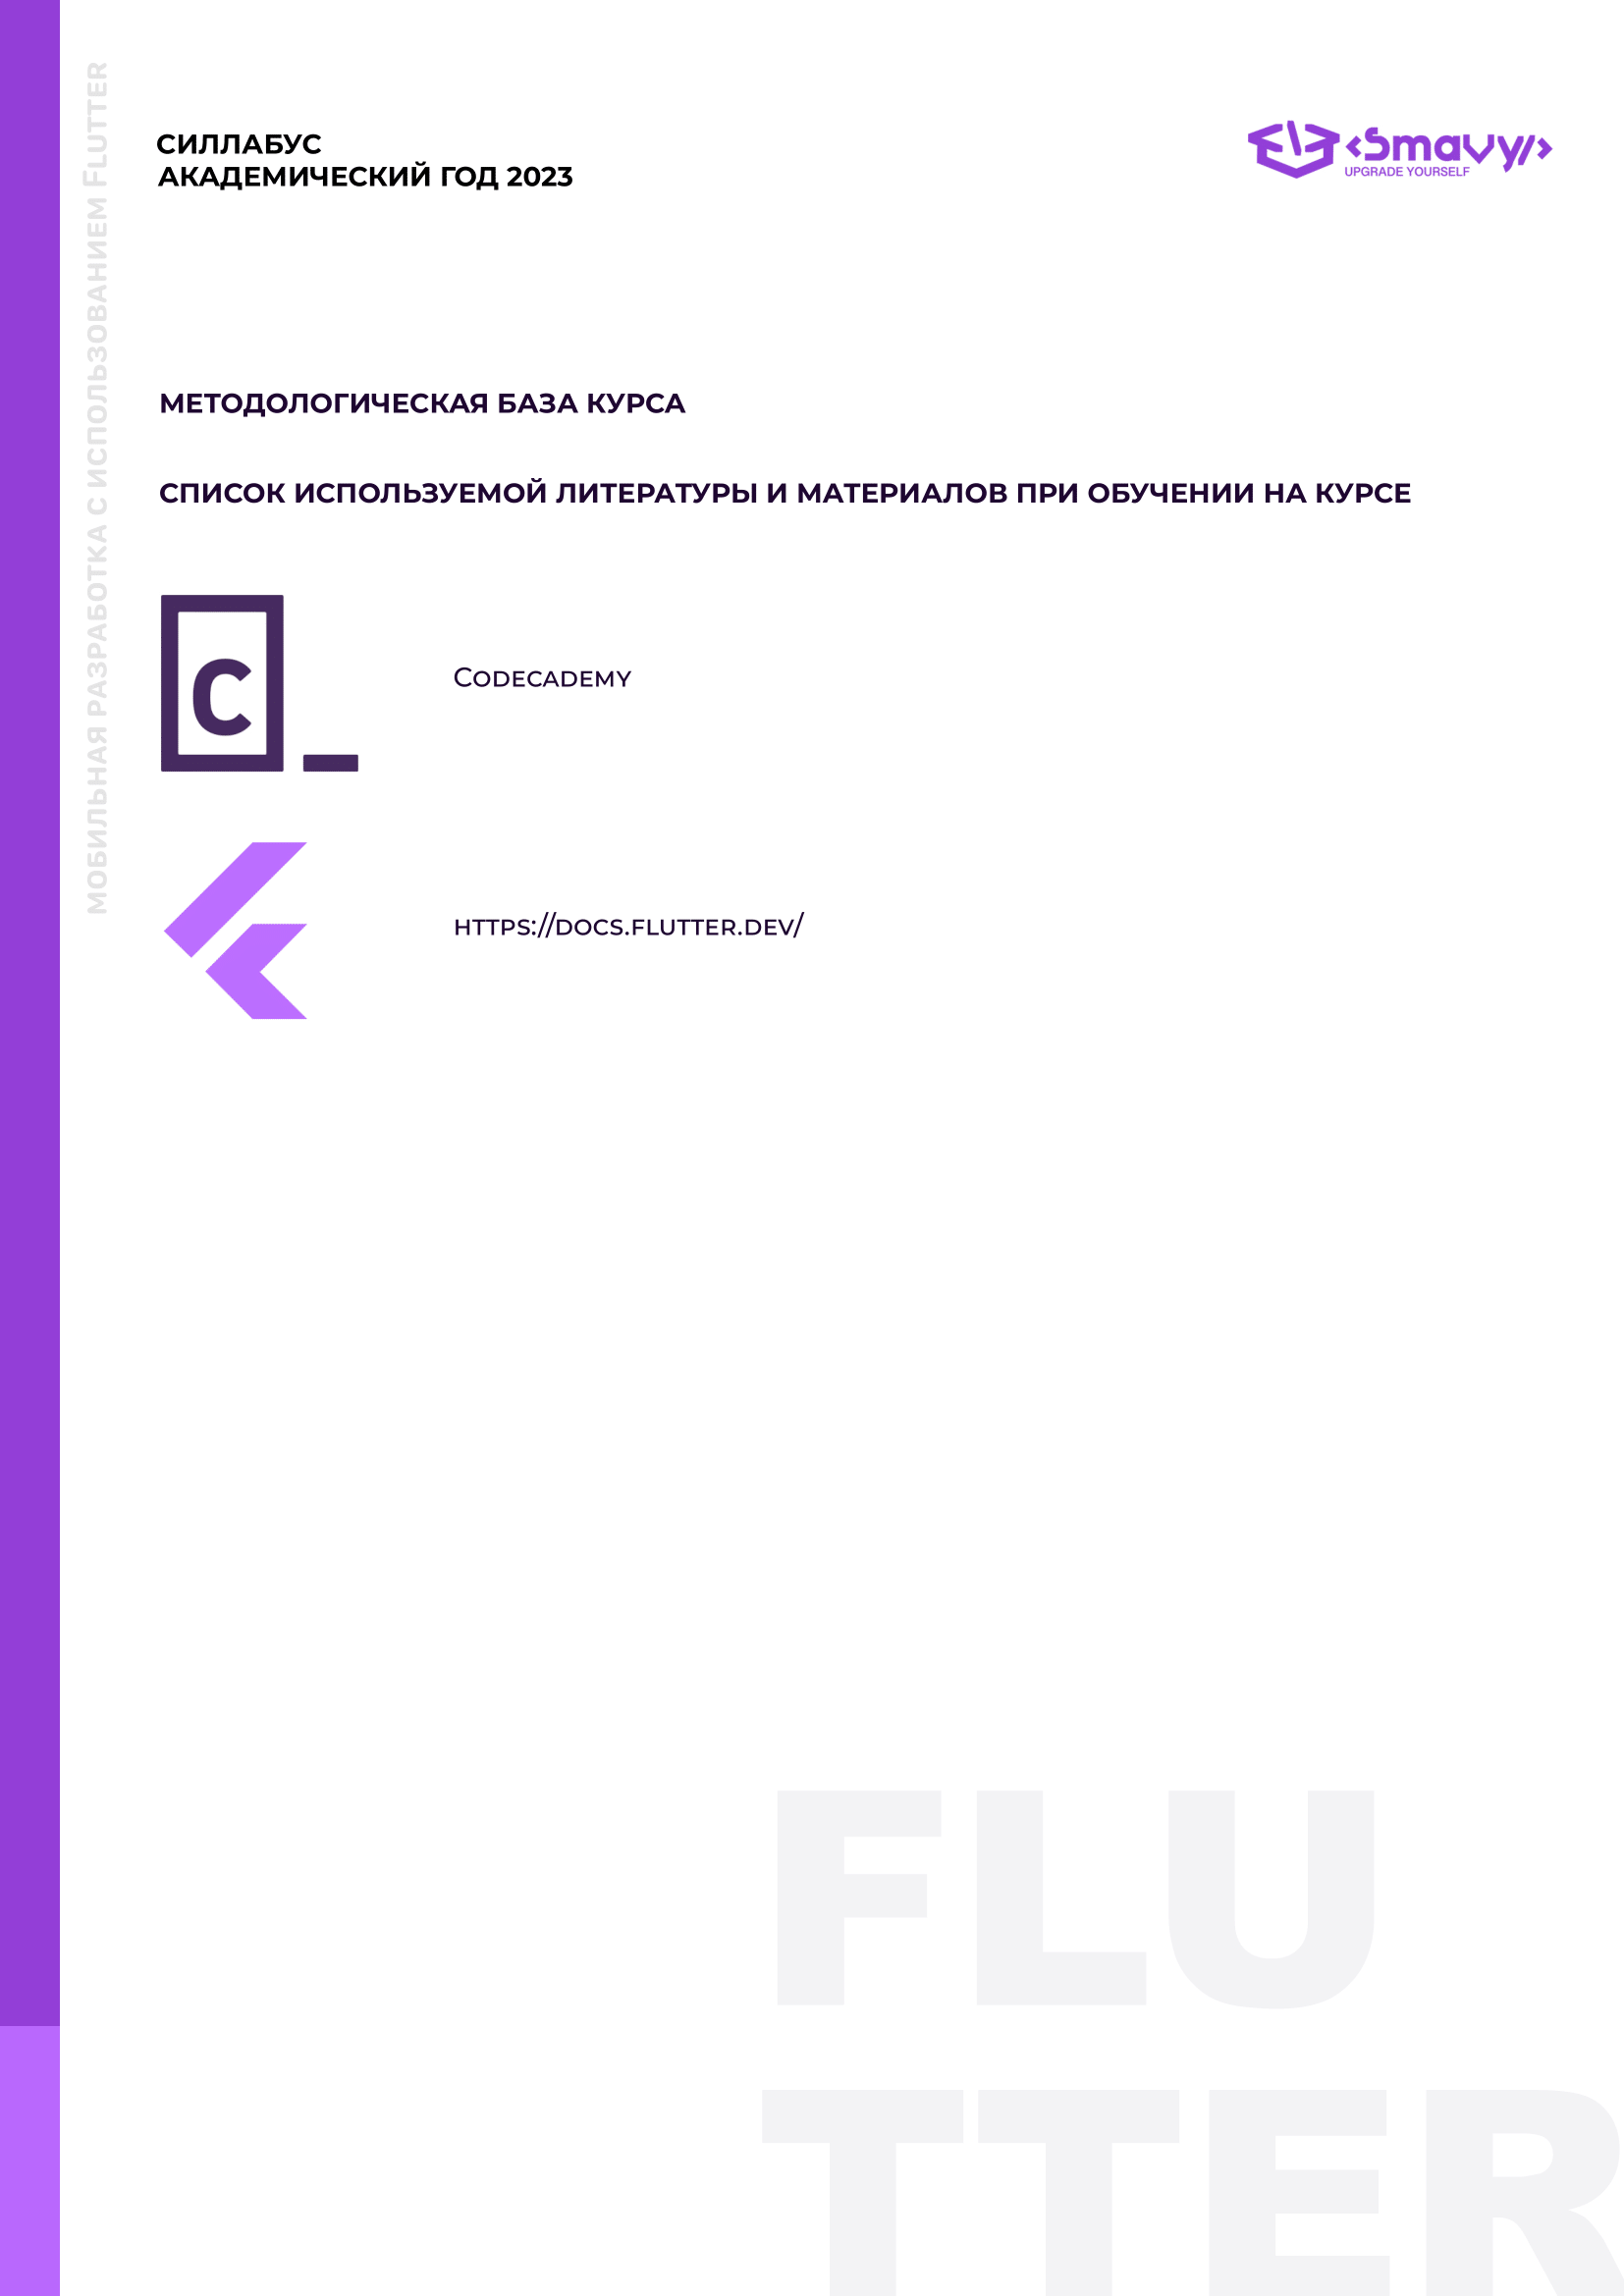 СИЛЛАБУС
АКАДЕМИЧЕСКИЙ ГОД 2023
<Smavy/>
UPGRADE YOURSELF
МОБИЛЬНАЯ РАЗРАБОТКА С ИСПОЛЬЗОВАНИЕМ FLUTTER
МЕТОДОЛОГИЧЕСКАЯ БАЗА КУРСА
СПИСОК ИСПОЛЬЗУЕМОЙ ЛИТЕРАТУРЫ И МАТЕРИАЛОВ ПРИ ОБУЧЕНИИ НА КУРСЕ
C_
CODECADEMY
HTTPS://DOCS.FLUTTER.DEV/
FLU
TTER